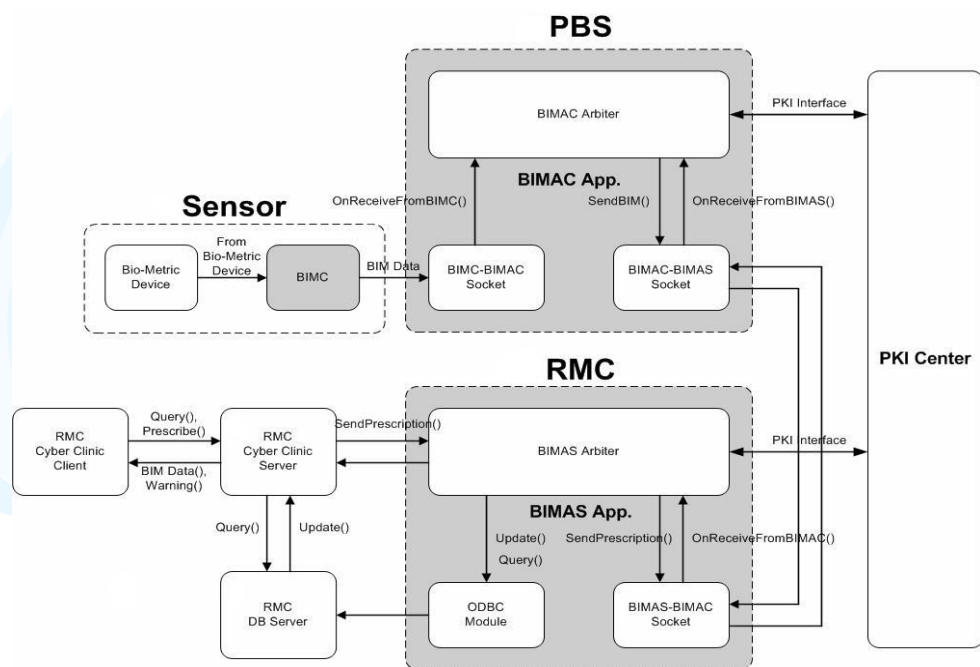 PBS
BIMAC Arbiter
PKI Interface
BIMAC App.
OnReceiveFromBIMC()
SendBIM()
OnReceiveFromBIMAS()
Sensor
Bio-Metric
Device
From
Bio-Metric
Device
BIMC
BIM Data
BIMC-BIMAC
Socket
BIMAC-BIMAS
Socket
PKI Center
RMC
RMC
Cyber Clinic
Client
Query(),
Prescribe()
BIM Data(),
Warning()
RMC
Cyber Clinic
Server
SendPrescription()
BIMAS Arbiter
PKI Interface
BIMAS App.
Query()
Update()
Update()
Query()
SendPrescription()
OnReceiveFromBIMAC()
RMC
DB Server
ODBC
Module
BIMAS-BIMAC
Socket